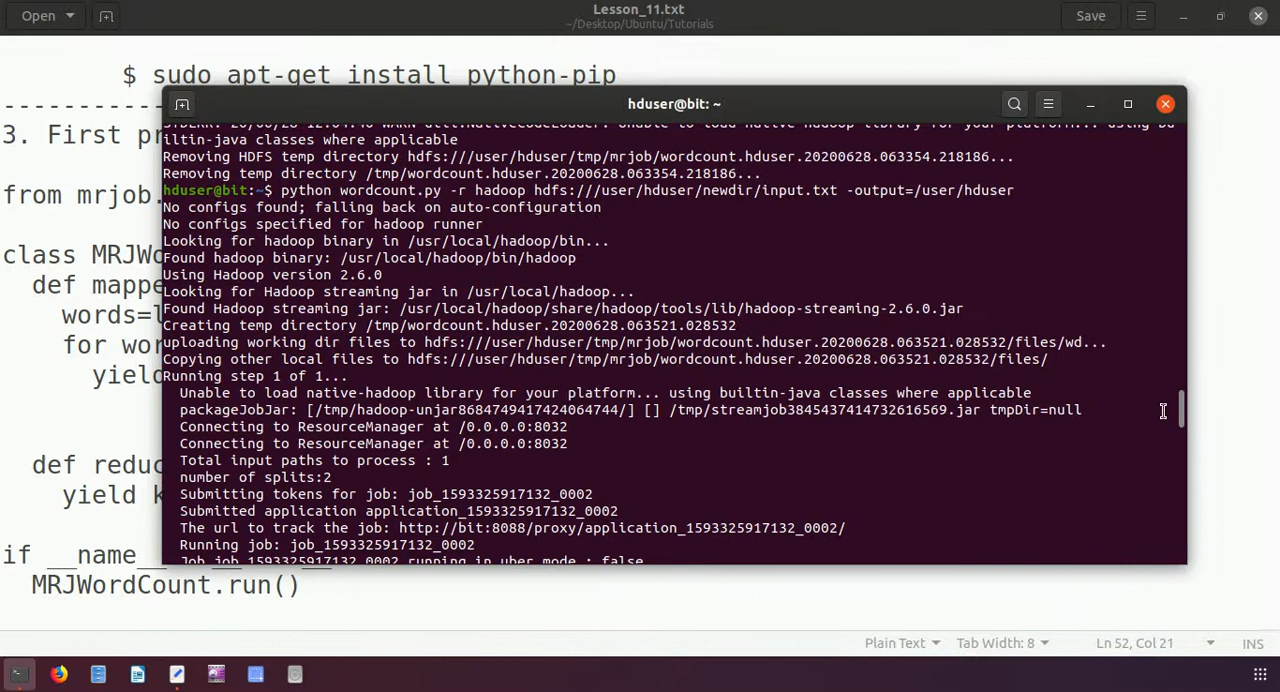 Open
Lesson_11.txt
~/Desktop/Ubuntu/Tutorials
Save
$ sudo apt-get install python-pip
3. First pr
from mrjob.
class MRJWo
def mappe
words=l
for wor
yield
def reduc
yield k
if __name__
MRJWordCount.run()
hduser@bit: ~
uiltin-java classes where applicable
Removing HDFS temp directory hdfs:///user/hduser/tmp/mrjob/wordcount.hduser.20200628.063354.218186...
Removing temp directory /tmp/wordcount.hduser.20200628.063354.218186...
hduser@bit:~$ python wordcount.py -r hadoop hdfs:///user/hduser/newdir/input.txt -output=/user/hduser
No configs found; falling back on auto-configuration
No configs specified for hadoop runner
Looking for hadoop binary in /usr/local/hadoop/bin...
Found hadoop binary: /usr/local/hadoop/bin/hadoop
Using Hadoop version 2.6.0
Looking for Hadoop streaming jar in /usr/local/hadoop...
Found Hadoop streaming jar: /usr/local/hadoop/share/hadoop/tools/lib/hadoop-streaming-2.6.0.jar
Creating temp directory /tmp/wordcount.hduser.20200628.063521.028532
uploading working dir files to hdfs:///user/hduser/tmp/mrjob/wordcount.hduser.20200628.063521.028532/files/wd...
Copying other local files to hdfs:///user/hduser/tmp/mrjob/wordcount.hduser.20200628.063521.028532/files/
Running step 1 of 1...
Unable to load native-hadoop library for your platform... using builtin-java classes where applicable
packageJobJar: [/tmp/hadoop-unjar8684749417424064744/] [] /tmp/streamjob3845437414732616569.jar tmpDir=null
Connecting to ResourceManager at /0.0.0.0:8032
Connecting to ResourceManager at /0.0.0.0:8032
Total input paths to process : 1
number of splits:2
Submitting tokens for job: job_1593325917132_0002
Submitted application application_1593325917132_0002
The url to track the job: http://bit:8088/proxy/application_1593325917132_0002/
Running job: job_1593325917132_0002
Job job_1593325917132_0002 running in uber mode : false
Plain Text
Tab Width: 8
Ln 52, Col 21
INS